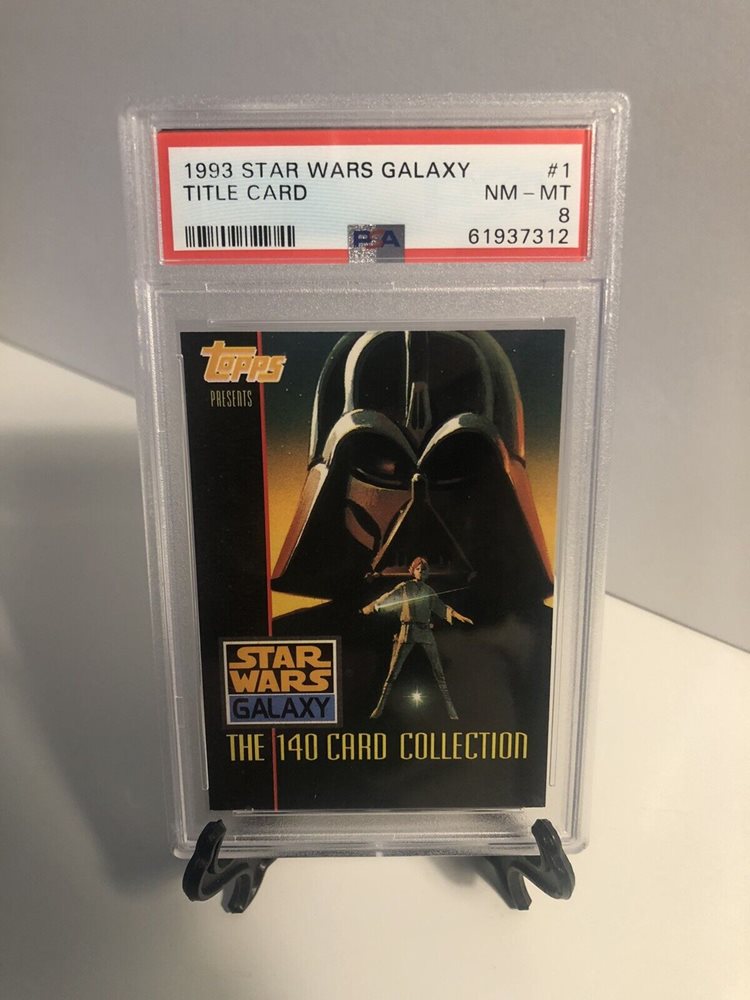 1993 STAR WARS GALAXY #1
TITLE CARD NM - MT
8
PSA 61937312
TOPPS
PRESENTS
STAR
WARS
GALAXY
THE 140 CARD COLLECTION